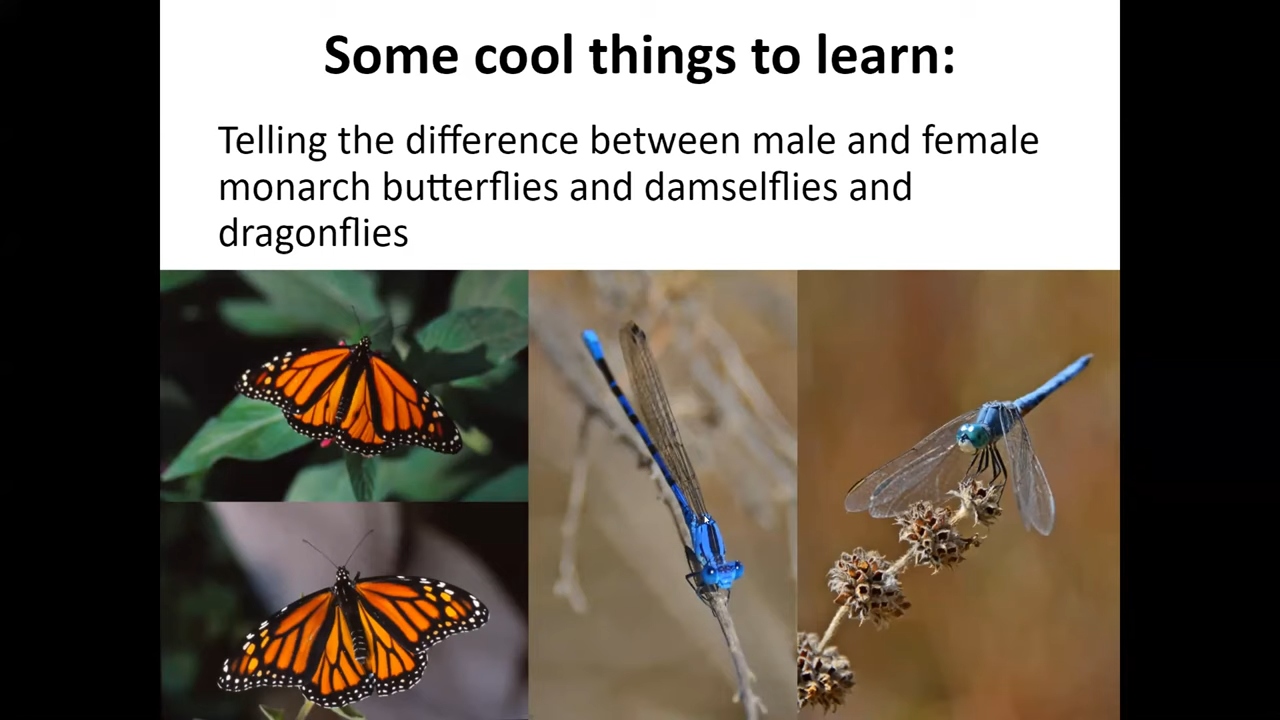 Some cool things to learn:
Telling the difference between male and female
monarch butterflies and damselflies and
dragonflies